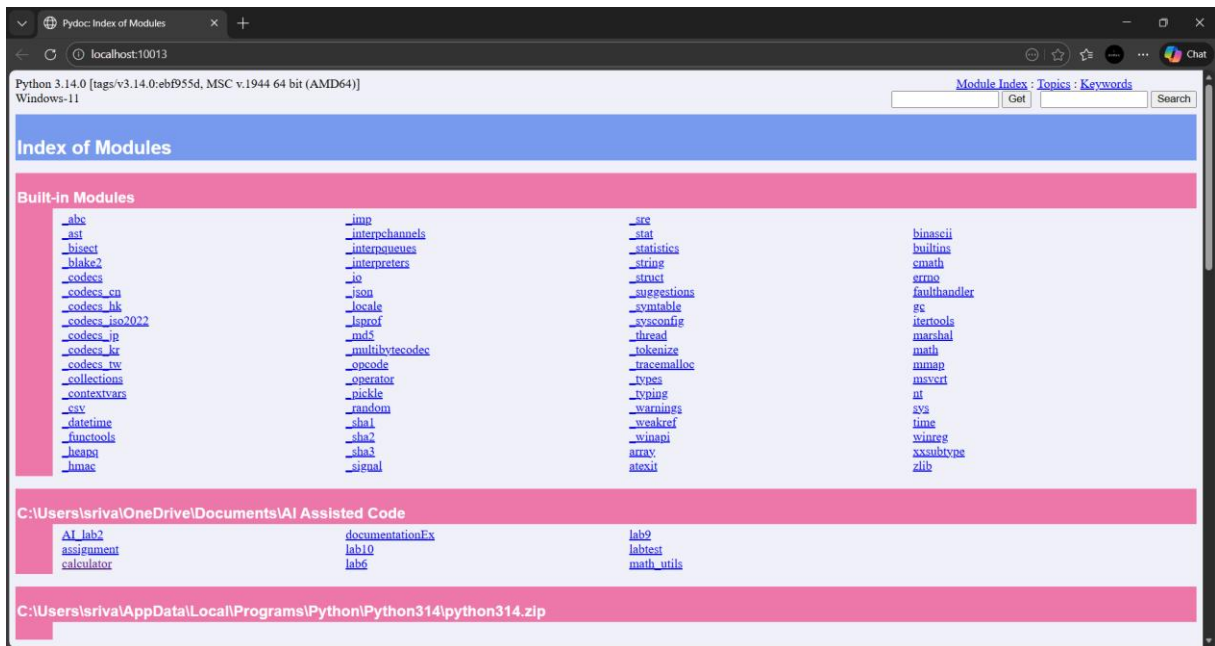 Pydoc: Index of Modules
localhost:10013
Chat
Python 3.14.0 [tags/v3.14.0:ebf955d, MSC v.1944 64 bit (AMD64)]
Windows-11
Module Index : Topics : Keywords
Get Search
Index of Modules
Built-in Modules
_abc
_ast
_bisect
_blake2
_codecs
_codecs_cn
_codecs_hk
_codecs_iso2022
_codecs_jp
_codecs_kr
_codecs_tw
_collections
_contextvars
_csv
_datetime
_functools
_heapq
_hmac
_imp
_interpchannels
_interpqueues
_interpreters
_io
_json
_locale
_lsprof
_md5
_multibytecodec
_opcode
_operator
_pickle
_random
_sha1
_sha2
_sha3
_signal
_sre
_stat
_statistics
_string
_struct
_suggestions
_symtable
_sysconfig
_thread
_tokenize
_tracemalloc
_types
_typing
_warnings
_weakref
_winapi
array
atexit
binascii
builtins
cmath
errno
faulthandler
gc
itertools
marshal
math
mmap
msvcrt
nt
sys
time
winreg
xxsubtype
zlib
C:\Users\sriva\OneDrive\Documents\AI Assisted Code
AI_lab2
assignment
calculator
documentationEx
lab10
lab6
lab9
labtest
math_utils
C:\Users\sriva\AppData\Local\Programs\Python\Python314\python314.zip